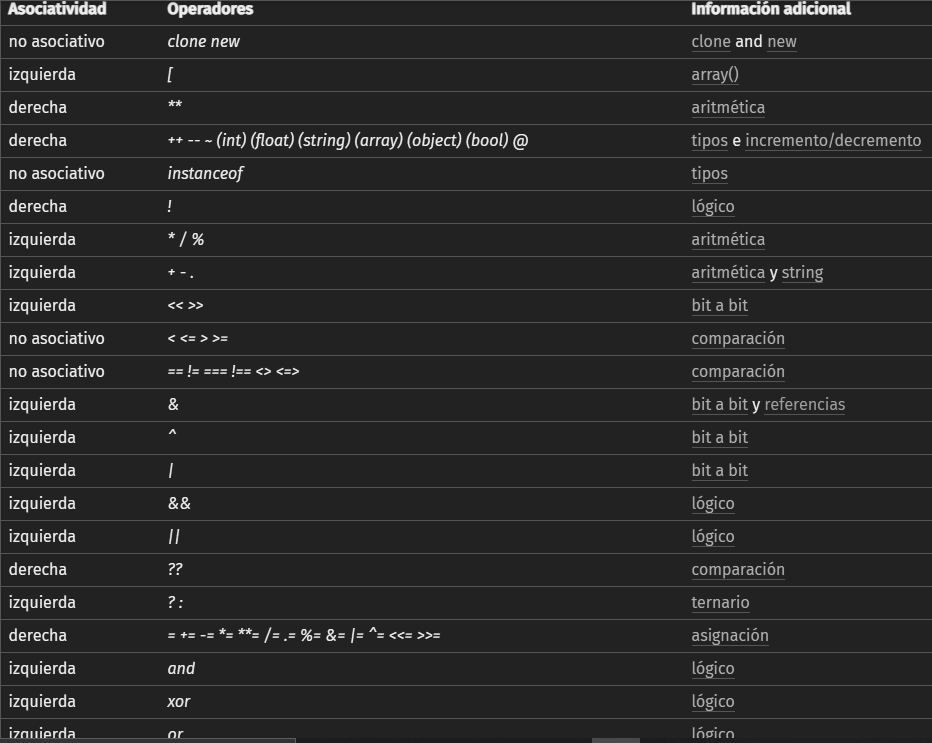 Asociatividad Operadores Información adicional
no asociativo clone new clone and new
izquierda [ array()
derecha ** aritmética
derecha ++ -- ~ (int) (float) (string) (array) (object) (bool) @ tipos e incremento/decremento
no asociativo instanceof tipos
derecha ! lógico
izquierda * / % aritmética
izquierda + - . aritmética y string
izquierda << >> bit a bit
no asociativo < <= > >= comparación
no asociativo == != === !== <> <=> comparación
izquierda & bit a bit y referencias
izquierda ^ bit a bit
izquierda | bit a bit
izquierda && lógico
izquierda || lógico
derecha ?? comparación
izquierda ? : ternario
derecha = += -= *= **= /= .= %= &= |= ^= <<= >>= asignación
izquierda and lógico
izquierda xor lógico
izquierda or lógico